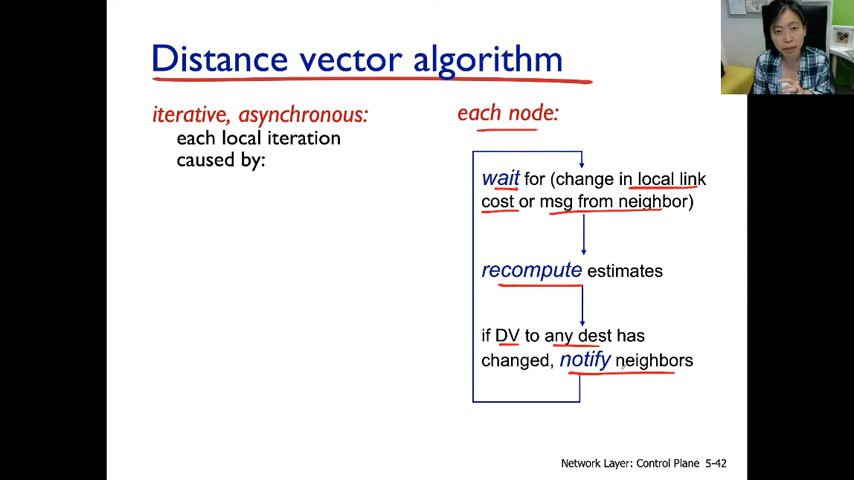 Distance vector algorithm
iterative, asynchronous:
each local iteration
caused by:
each node:
wait for (change in local link
cost or msg from neighbor)
recompute estimates
if DV to any dest has
changed, notify neighbors
Network Layer: Control Plane 5-42